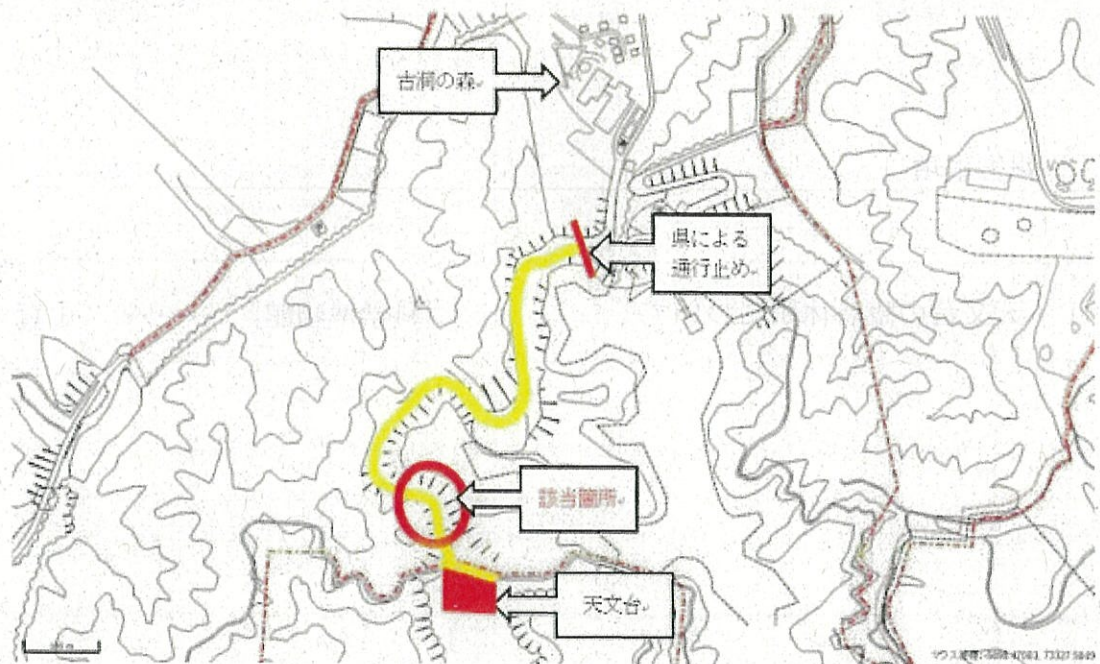 古洞の森
県による
通行止め
該当箇所
天文台